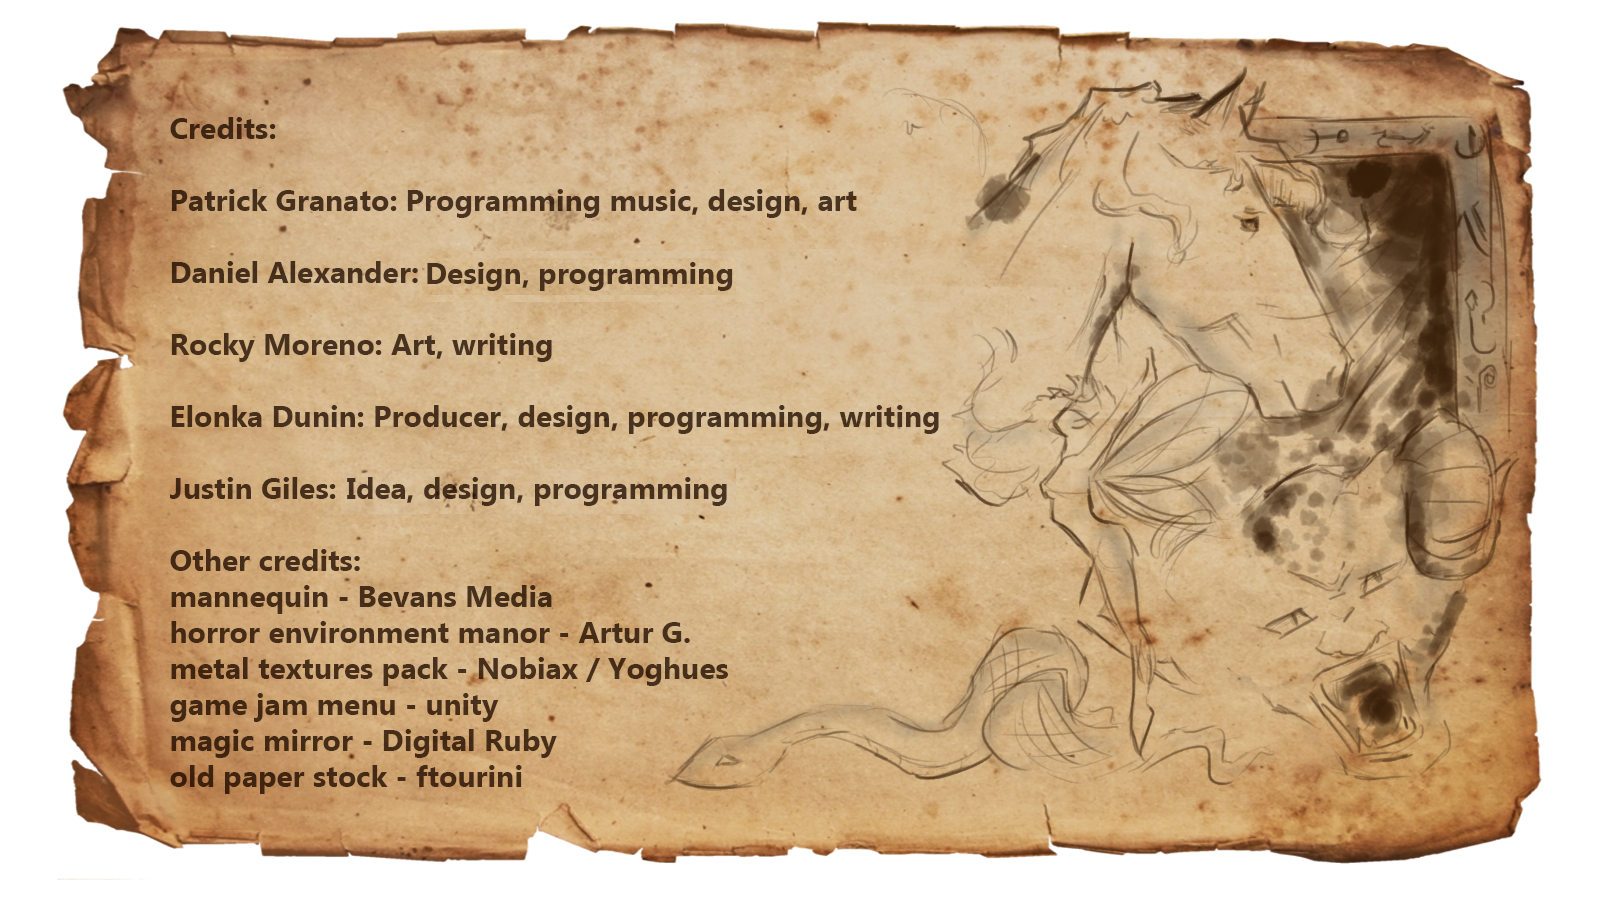 Credits:
Patrick Granato: Programming music, design, art
Daniel Alexander: Design, programming
Rocky Moreno: Art, writing
Elonka Dunin: Producer, design, programming, writing
Justin Giles: Idea, design, programming
Other credits:
mannequin - Bevans Media
horror environment manor - Artur G.
metal textures pack - Nobiax / Yoghues
game jam menu - unity
magic mirror - Digital Ruby
old paper stock - ftourini